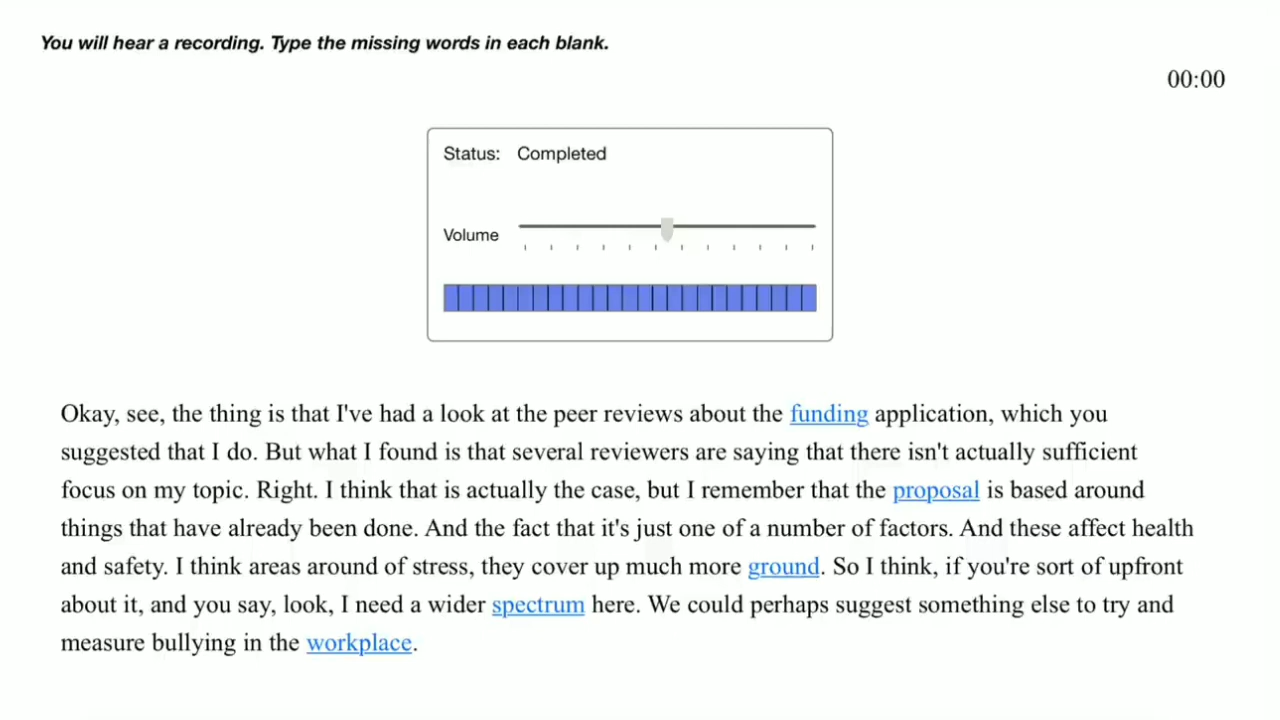 You will hear a recording. Type the missing words in each blank.
00:00
Status: Completed
Volume
Okay, see, the thing is that I've had a look at the peer reviews about the funding application, which you
suggested that I do. But what I found is that several reviewers are saying that there isn't actually sufficient
focus on my topic. Right. I think that is actually the case, but I remember that the proposal is based around
things that have already been done. And the fact that it's just one of a number of factors. And these affect health
and safety. I think areas around of stress, they cover up much more ground. So I think, if you're sort of upfront
about it, and you say, look, I need a wider spectrum here. We could perhaps suggest something else to try and
measure bullying in the workplace.